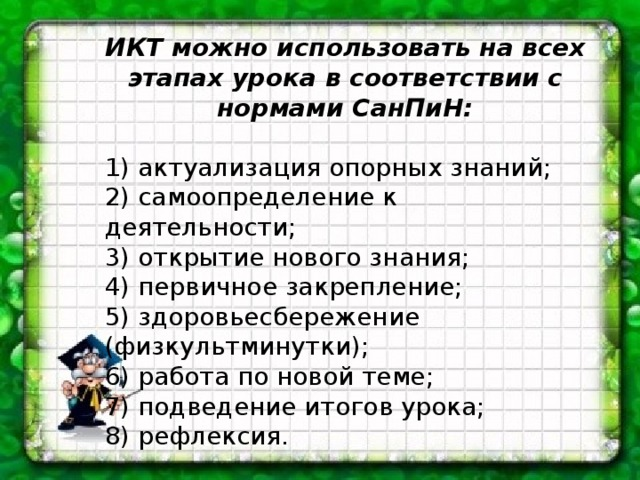 ИКТ можно использовать на всех
этапах урока в соответствии с
нормами СанПиН:
1) актуализация опорных знаний;
2) самоопределение к
деятельности;
3) открытие нового знания;
4) первичное закрепление;
5) здоровьесбережение
(физкультминутки);
6) работа по новой теме;
7) подведение итогов урока;
8) рефлексия.